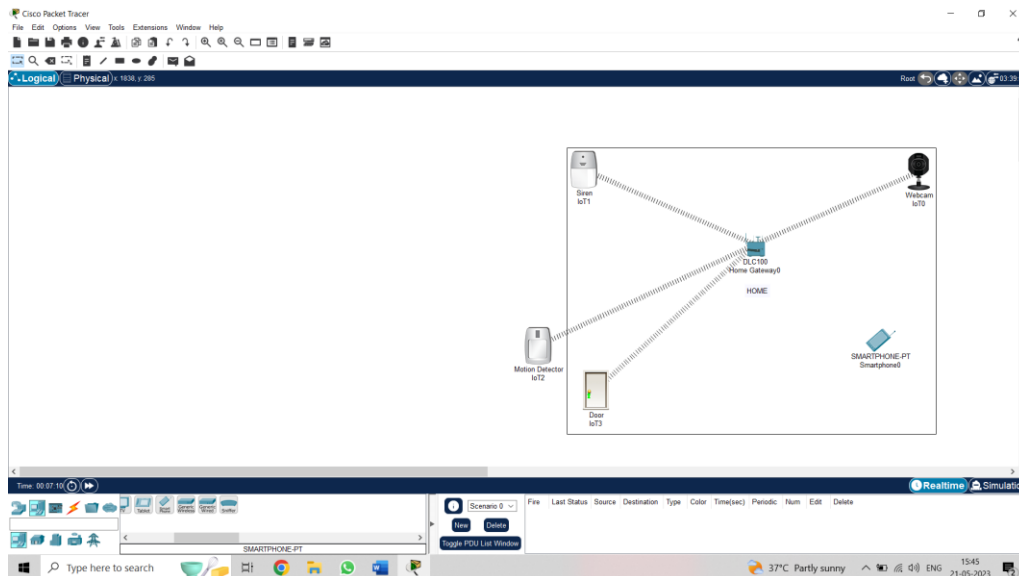 Cisco Packet Tracer
File Edit Options View Tools Extensions Window Help
Logical Physical x: 1838, y: 285 Root 03:39:
Siren
IoT1
Webcam
IoT0
DLC100
Home Gateway0
HOME
SMARTPHONE-PT
Smartphone0
Motion Detector
IoT2
Door
IoT3
Time: 00:07:10 Realtime Simulatio
Scenario 0 Fire Last Status Source Destination Type Color Time(sec) Periodic Num Edit Delete
New Delete
Toggle PDU List Window
SMARTPHONE-PT
Type here to search 37°C Partly sunny ENG 15:45
21-05-2023